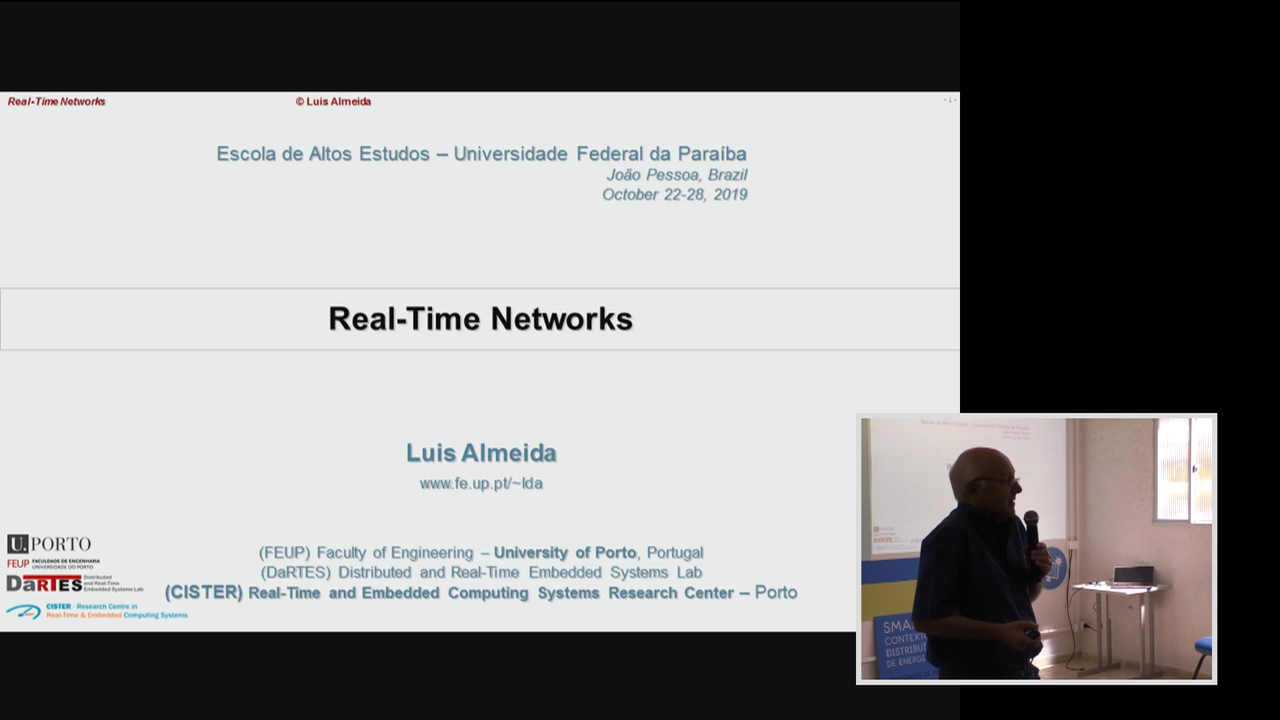 Real-Time Networks
© Luis Almeida
Escola de Altos Estudos – Universidade Federal da Paraíba
João Pessoa, Brazil
October 22-28, 2019
Real-Time Networks
Luis Almeida
www.fe.up.pt/~lda
U.PORTO
FEUP FACULDADE DE ENGENHARIA
UNIVERSIDADE DO PORTO
DaRTES Distributed
and Real-Time
Embedded Systems Lab
CISTER - Research Centre in
Real-Time & Embedded Computing Systems
(FEUP) Faculty of Engineering – University of Porto, Portugal
(DaRTES) Distributed and Real-Time Embedded Systems Lab
(CISTER) Real-Time and Embedded Computing Systems Research Center – Porto